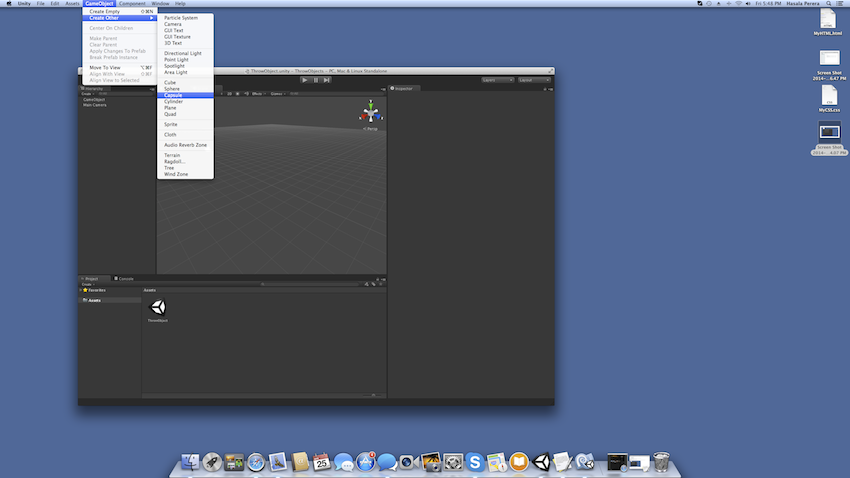 Unity File Edit Assets GameObject Component Window Help
Fri 5:48 PM Masala Perera
Create Empty ⇧⌘N
Create Other
Center On Children
Make Parent
Clear Parent
Apply Changes To Prefab
Break Prefab Instance
Move To View ⌥⌘F
Align With View ⇧⌘F
Align View to Selected
Particle System
Camera
GUI Text
GUI Texture
3D Text
Directional Light
Point Light
Spotlight
Area Light
Cube
Sphere
Capsule
Cylinder
Plane
Quad
Sprite
Cloth
Audio Reverb Zone
Terrain
Ragdoll...
Tree
Wind Zone
MyHTML.html
Screen Shot
2014-...6.47 PM
MyCSS.css
Screen Shot
2014-...4.07 PM
ThrowObject.unity - ThrowObjects - PC, Mac & Linux Standalone
Layers
Layout
Hierarchy
Create
GameObject
Main Camera
2D
Effects
Gizmos
Persp
Inspector
Project
Console
Create
Favorites
Assets
Assets
ThrowObject
25